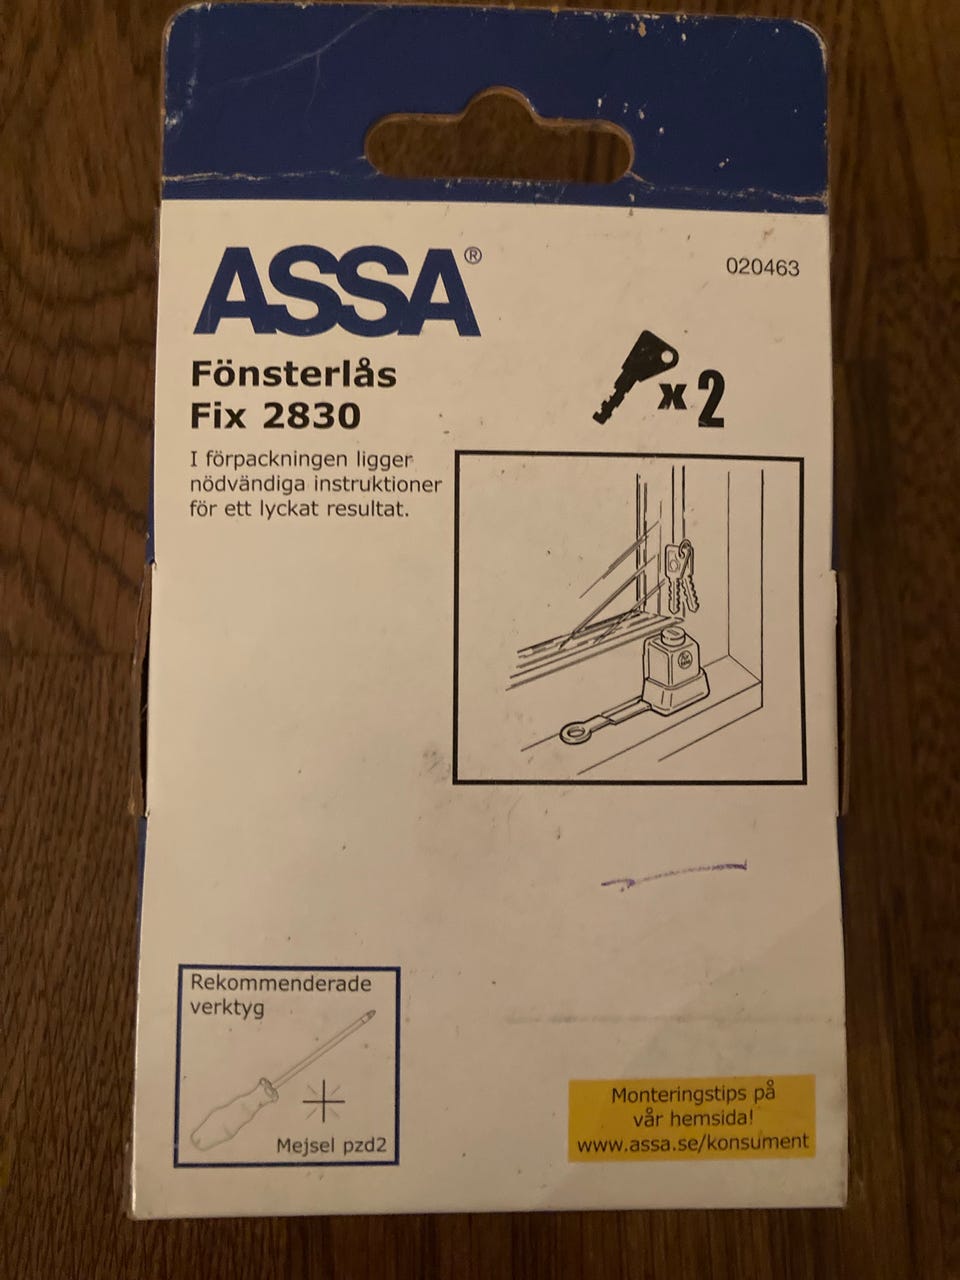 ASSA®
020463
Fönsterlås
Fix 2830
x 2
I förpackningen ligger
nödvändiga instruktioner
för ett lyckat resultat.
Rekommenderade
verktyg
Mejsel pzd2
Monteringstips på
vår hemsida!
www.assa.se/konsument